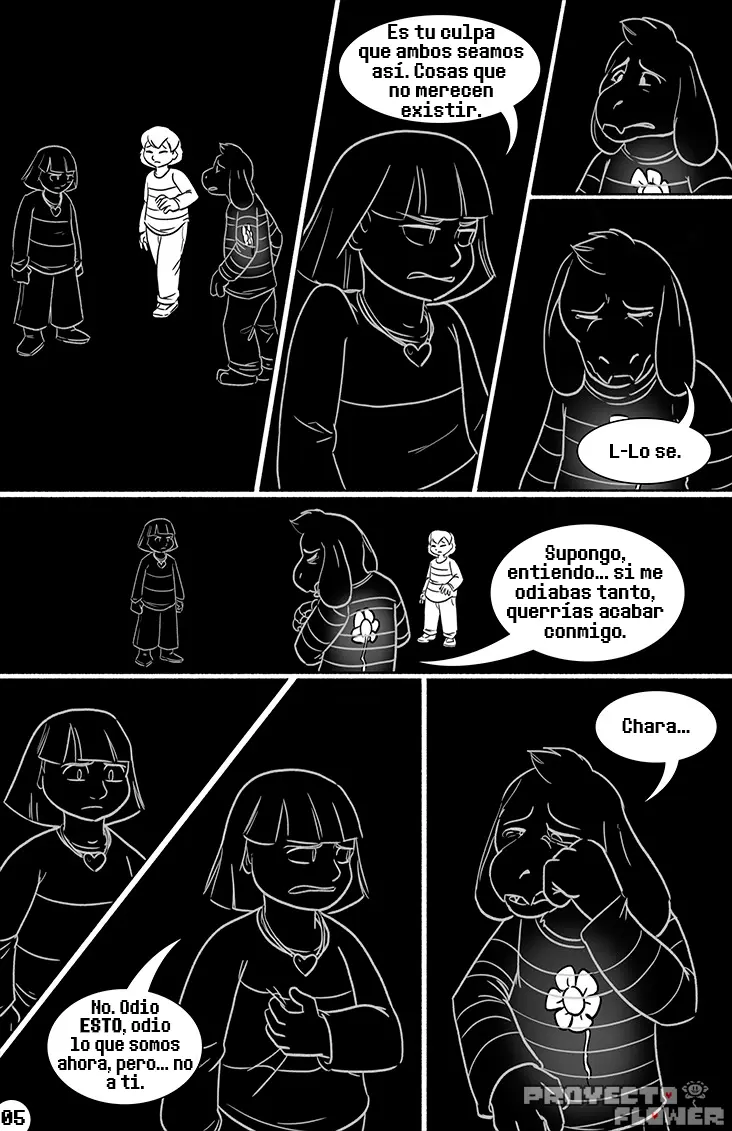 Es tu culpa
que ambos seamos
así. Cosas que
no merecen
existir.
L-Lo se.
Supongo,
entiendo... si me
odiabas tanto,
querrías acabar
conmigo.
Chara...
No. Odio
ESTO, odio
lo que somos
ahora, pero... no
a ti.
05
PROYECTO
FLOWER